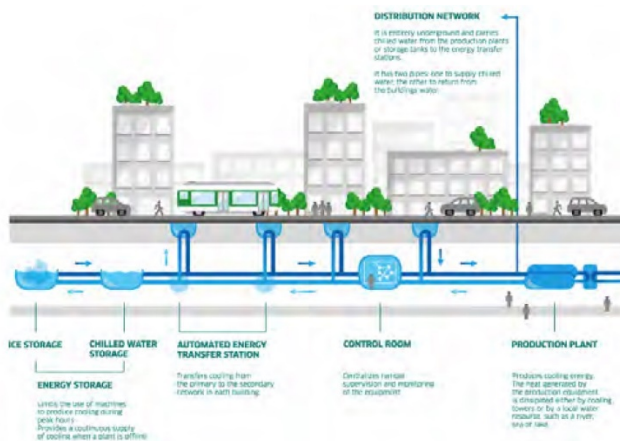 DISTRIBUTION NETWORK
It is entirely underground and carries
chilled water from the production plants
or storage tanks to the energy transfer
stations.
It has two pipes: one to supply chilled
water, the other to return from
the buildings water.
ICE STORAGE
CHILLED WATER
STORAGE
AUTOMATED ENERGY
TRANSFER STATION
CONTROL ROOM
PRODUCTION PLANT
ENERGY STORAGE
Limits the use of machines
to produce cooling during
peak hours
Provides a continuous supply
of cooling when a plant is offline
Transfers cooling from
the primary to the secondary
network in each building.
Centralizes remote
supervision and monitoring
of the equipment
Produces cooling energy.
The heat generated by
the production equipment
is dissipated either by cooling
towers or by a local water
resource, such as a river,
sea or lake.